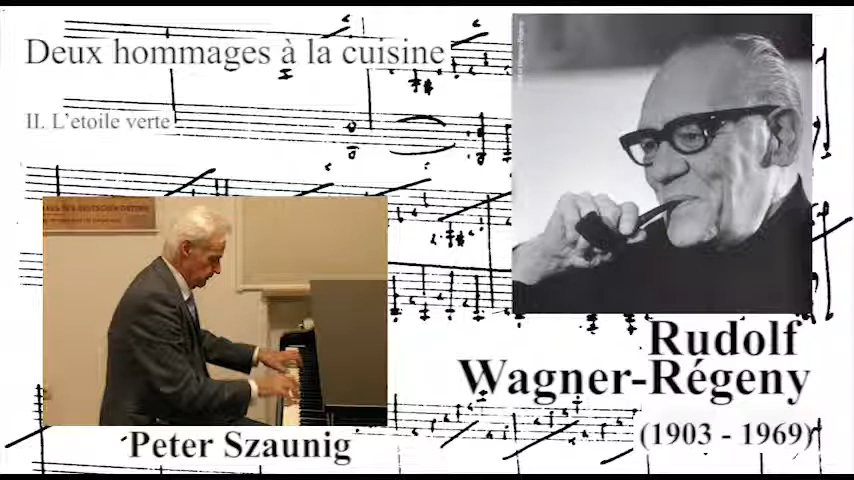 Deux hommages à la cuisine
II. L'etoile verte
Rudolf
Wagner-Régeny
(1903 - 1969)
Peter Szaunig